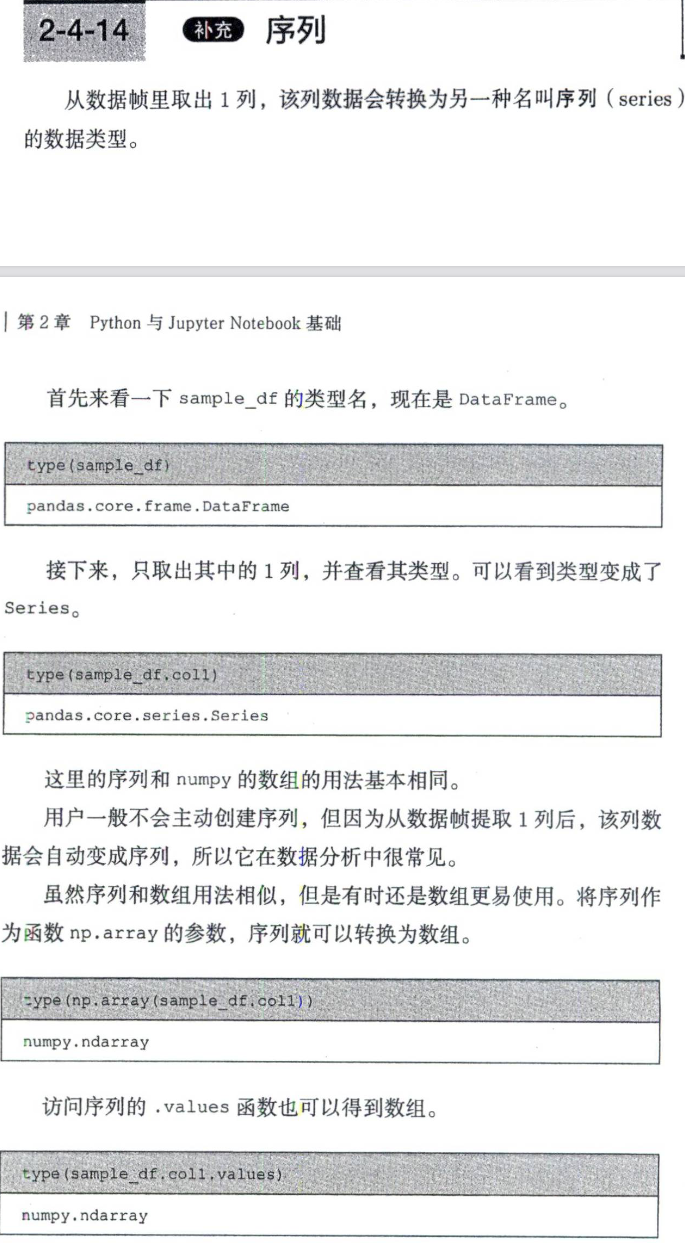 2-4-14 补充 序列
从数据帧里取出 1 列，该列数据会转换为另一种名叫序列（series）
的数据类型。
第 2 章 Python 与 Jupyter Notebook 基础
首先来看一下 sample_df 的类型名，现在是 DataFrame。
type(sample_df)
pandas.core.frame.DataFrame
接下来，只取出其中的 1 列，并查看其类型。可以看到类型变成了
Series。
type(sample_df.col1)
pandas.core.series.Series
这里的序列和 numpy 的数组的用法基本相同。
用户一般不会主动创建序列，但因为从数据帧提取 1 列后，该列数
据会自动变成序列，所以它在数据分析中很常见。
虽然序列和数组用法相似，但是有时还是数组更易使用。将序列作
为函数 np.array 的参数，序列就可以转换为数组。
type(np.array(sample_df.col1))
numpy.ndarray
访问序列的 .values 函数也可以得到数组。
type(sample_df.col1.values)
numpy.ndarray